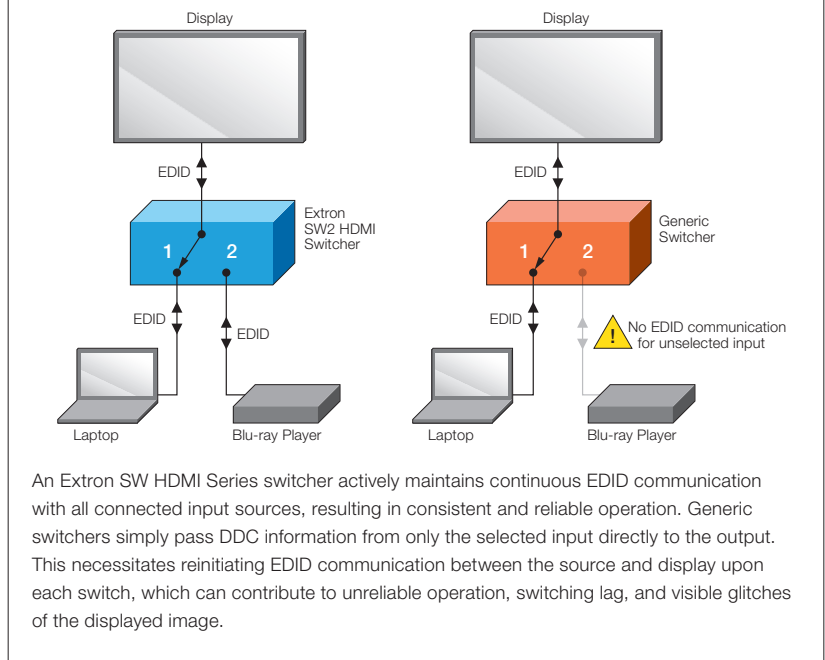 Display
EDID
Extron
SW2 HDMI
Switcher
1
2
EDID
EDID
Laptop
Blu-ray Player
Display
EDID
Generic
Switcher
1
2
EDID
!
No EDID communication
for unselected input
Laptop
Blu-ray Player
An Extron SW HDMI Series switcher actively maintains continuous EDID communication
with all connected input sources, resulting in consistent and reliable operation. Generic
switchers simply pass DDC information from only the selected input directly to the output.
This necessitates reinitiating EDID communication between the source and display upon
each switch, which can contribute to unreliable operation, switching lag, and visible glitches
of the displayed image.